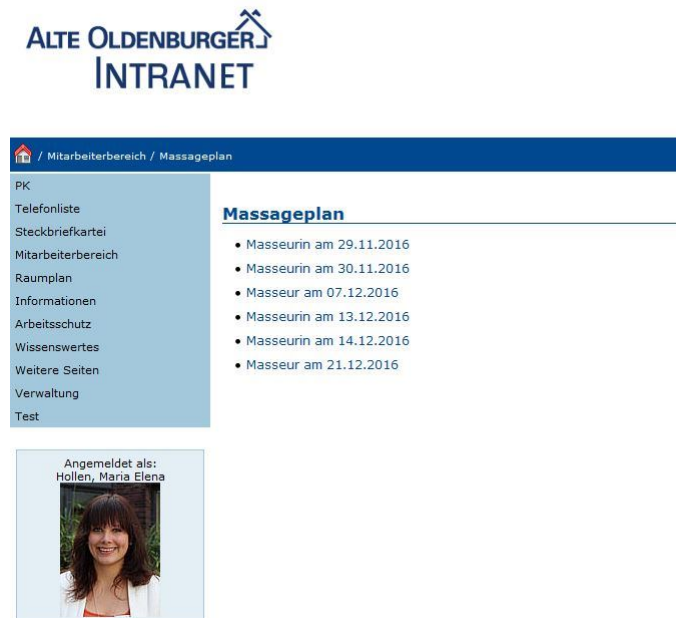 ALTE OLDENBURGER
INTRANET
/ Mitarbeiterbereich / Massageplan
PK
Telefonliste
Steckbriefkartei
Mitarbeiterbereich
Raumplan
Informationen
Arbeitsschutz
Wissenswertes
Weitere Seiten
Verwaltung
Test
Massageplan
• Masseurin am 29.11.2016
• Masseurin am 30.11.2016
• Masseur am 07.12.2016
• Masseurin am 13.12.2016
• Masseurin am 14.12.2016
• Masseur am 21.12.2016
Angemeldet als:
Hollen, Maria Elena